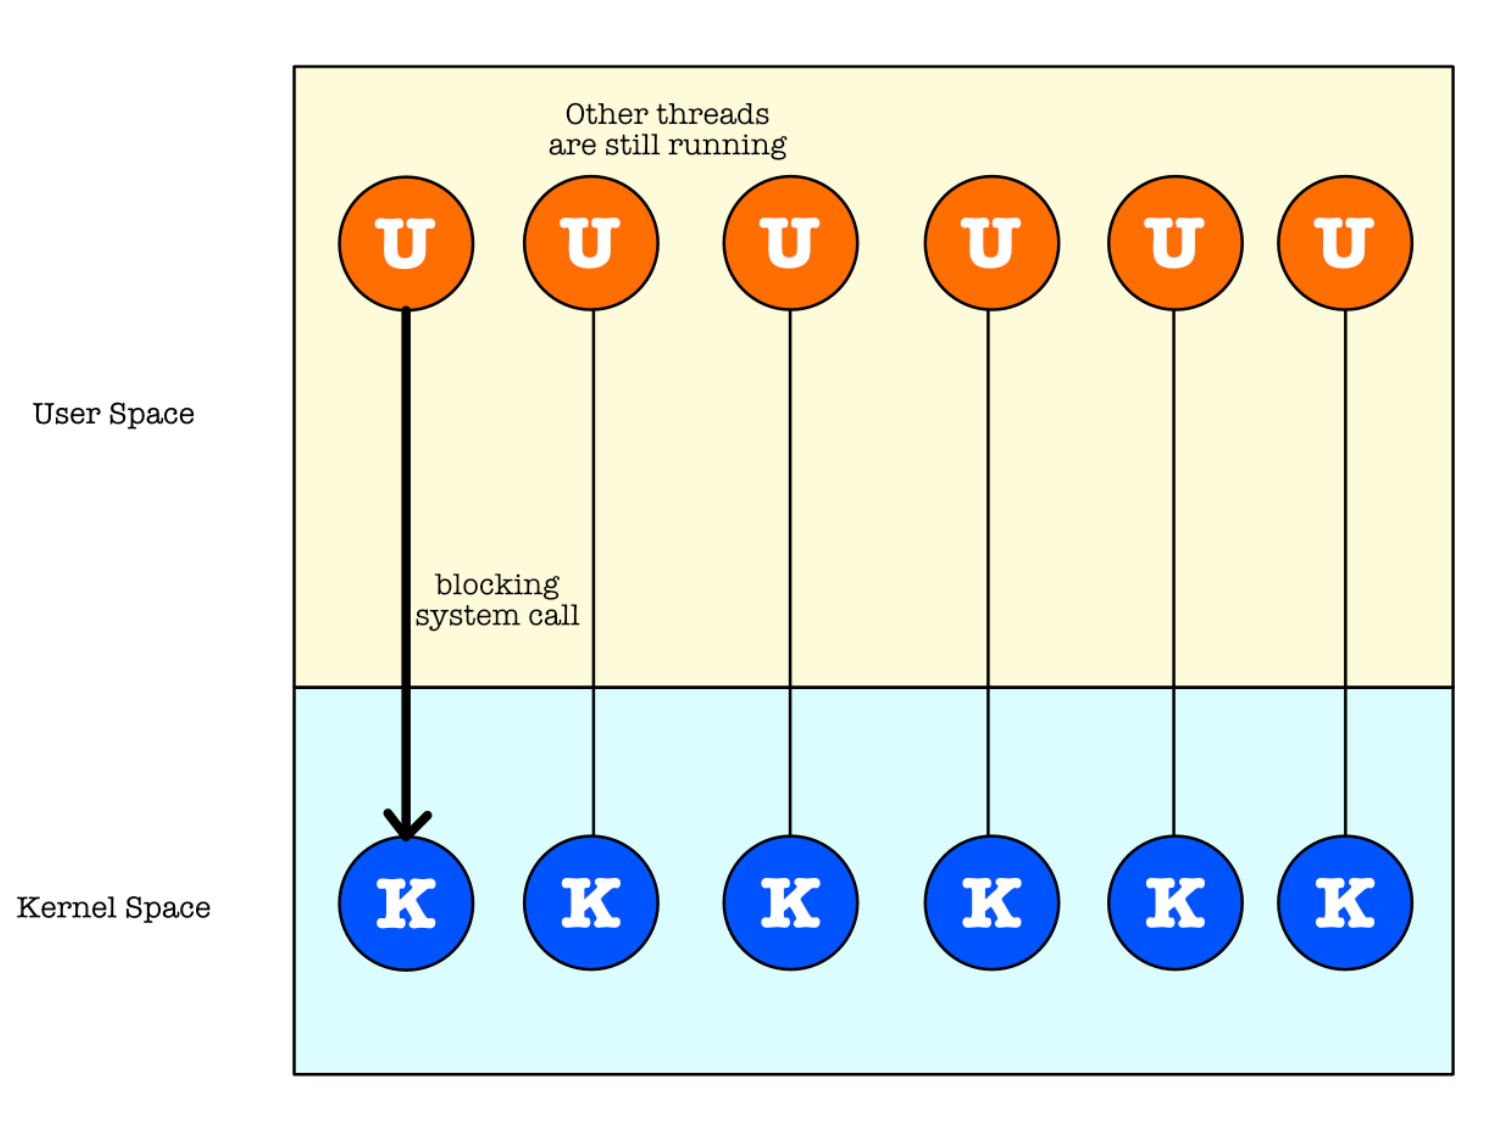 Other threads
are still running
U U U U U U
User Space
blocking
system call
Kernel Space
K K K K K K